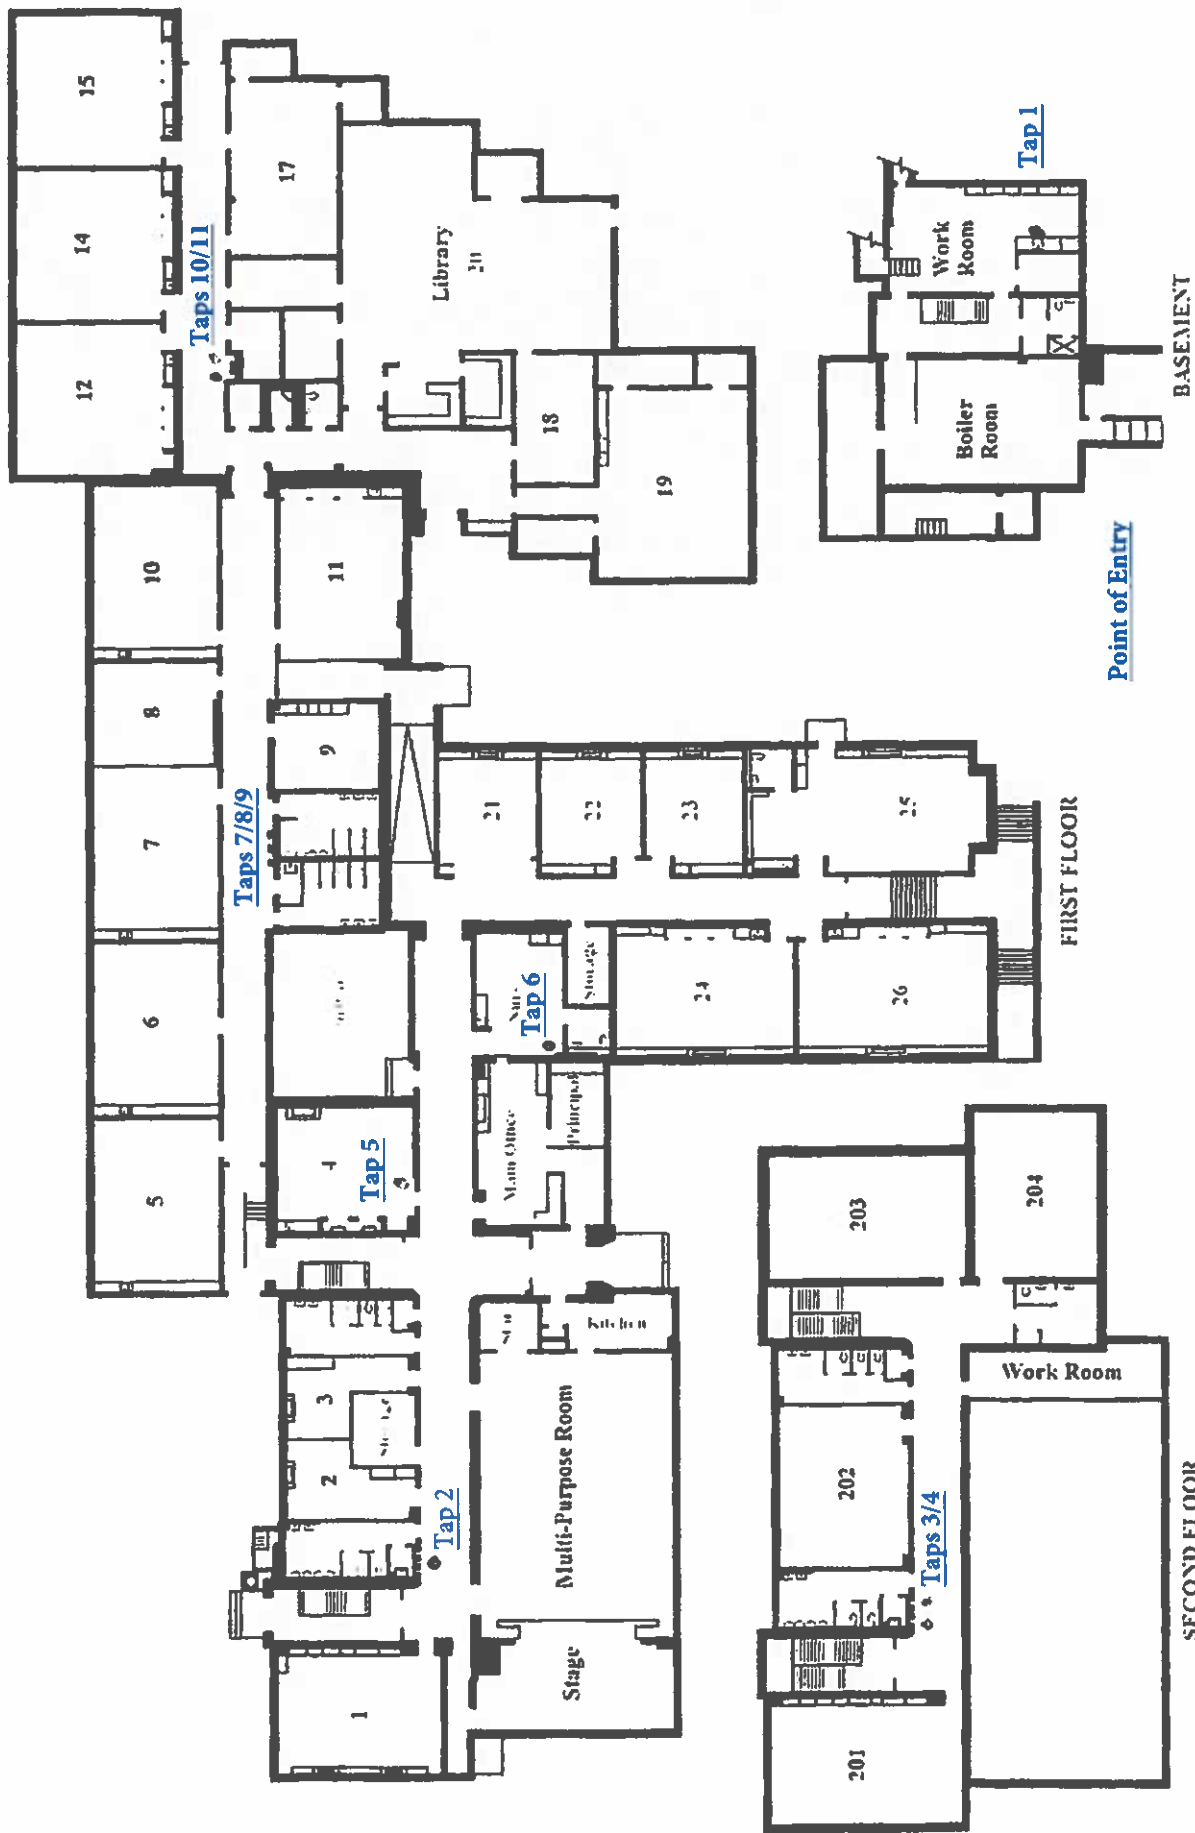 15
14
12
17
Taps 10/11
Library
20
18
19
10
11
8
9
7
6
5
Taps 7/8/9
21
22
23
25
24
26
Storage
Tap 6
Main Office
Principal
4
Tap 5
3
2
1
Tap 2
Kitchen
Multi-Purpose Room
Stage
FIRST FLOOR
Tap 1
Work
Room
Boiler
Room
BASEMENT
Point of Entry
203
204
202
201
Work Room
Taps 3/4
SECOND FLOOR